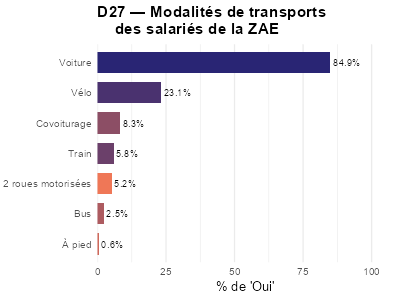 D27 — Modalités de transports
des salariés de la ZAE
Voiture 84.9%
Vélo 23.1%
Covoiturage 8.3%
Train 5.8%
2 roues motorisées 5.2%
Bus 2.5%
À pied 0.6%
0 25 50 75 100
% de 'Oui'